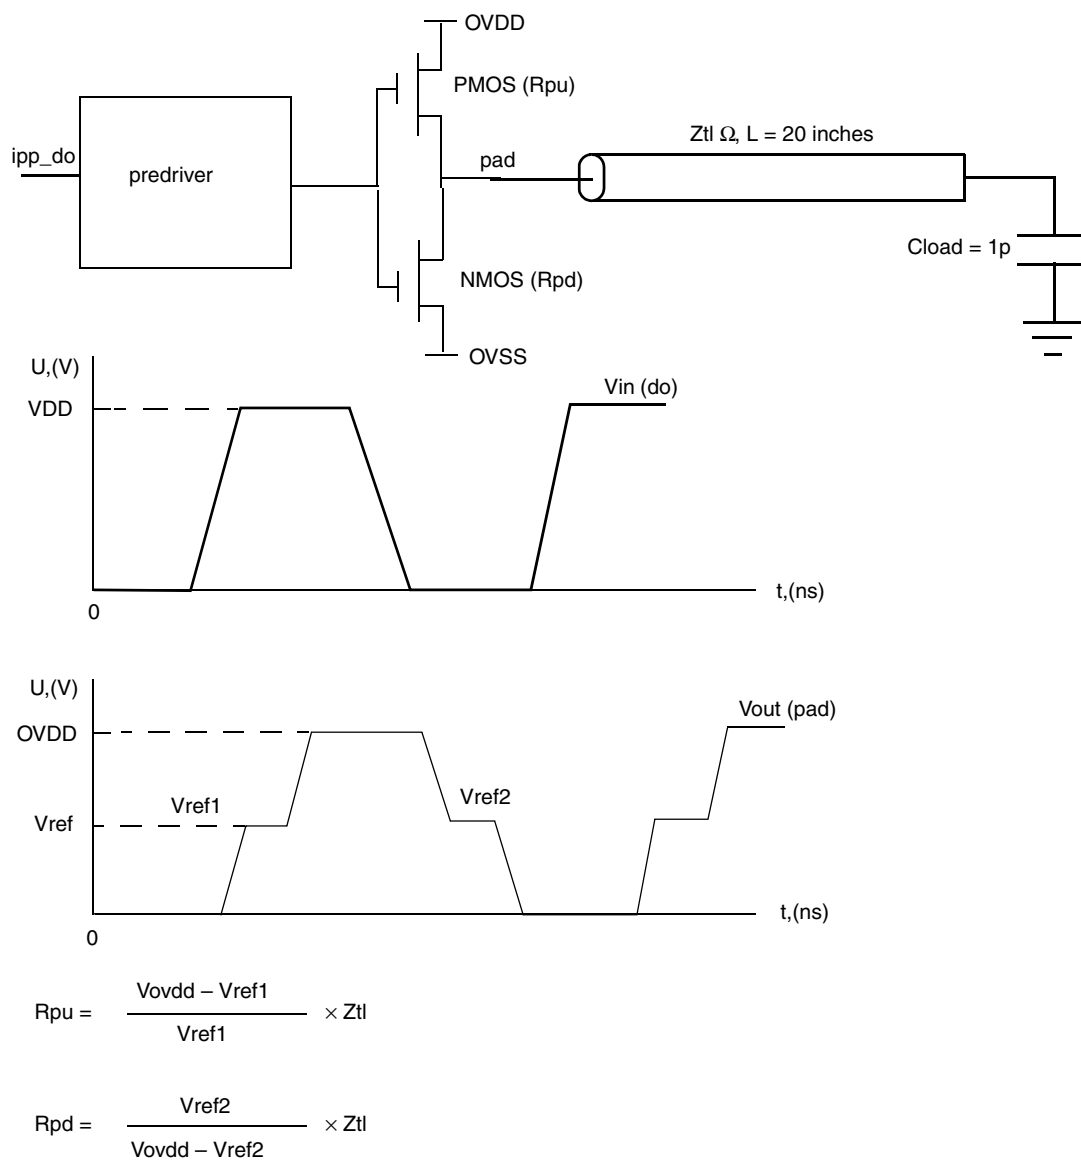 OVDD
PMOS (Rpu)
Ztl Ω, L = 20 inches
ipp_do
predriver
pad
Cload = 1p
NMOS (Rpd)
OVSS
U,(V)
Vin (do)
VDD
t,(ns)
0
U,(V)
Vout (pad)
OVDD
Vref1
Vref2
Vref
t,(ns)
0
Vovdd – Vref1
Rpu = × Ztl
Vref1
Vref2
Rpd = × Ztl
Vovdd – Vref2